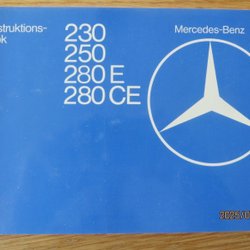 struktions-
ok
230
250
280 E
280 CE
Mercedes-Benz